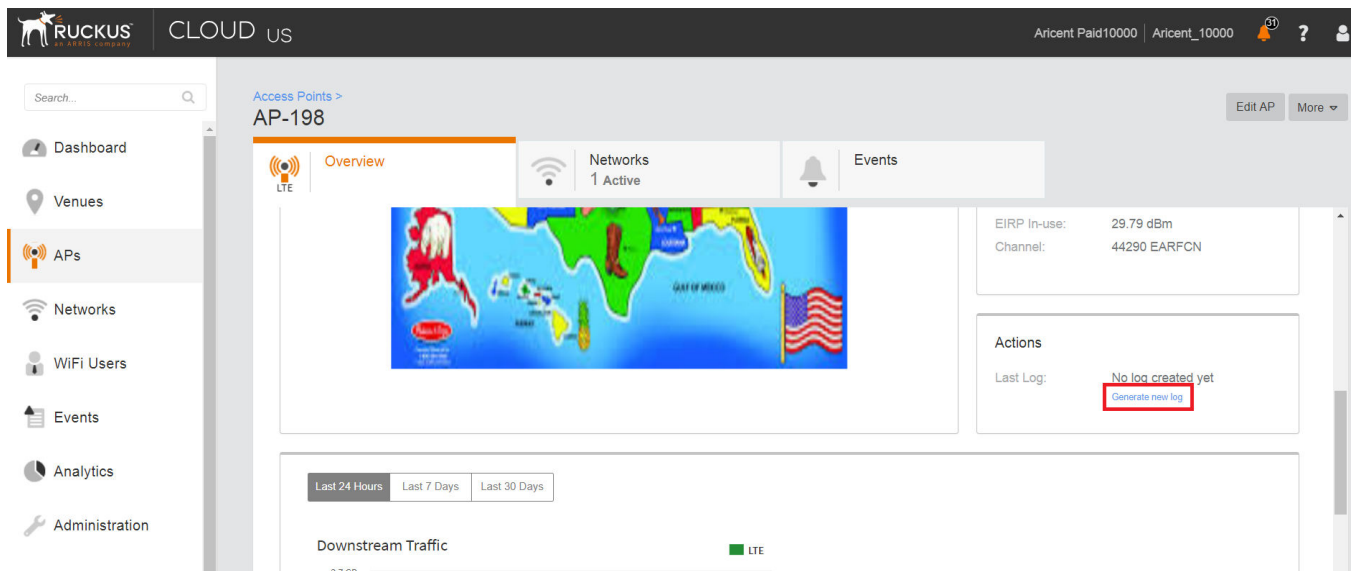 RUCKUS™
an ARRIS company
CLOUD US
Aricent Paid10000
Aricent_10000
31
?
Search...
Dashboard
Venues
APs
Networks
WiFi Users
Events
Analytics
Administration
Access Points >
AP-198
Edit AP
More
LTE
Overview
Networks
1 Active
Events
GULF OF MEXICO
EIRP In-use: 29.79 dBm
Channel: 44290 EARFCN
Actions
Last Log: No log created yet
Generate new log
Last 24 Hours
Last 7 Days
Last 30 Days
Downstream Traffic
LTE